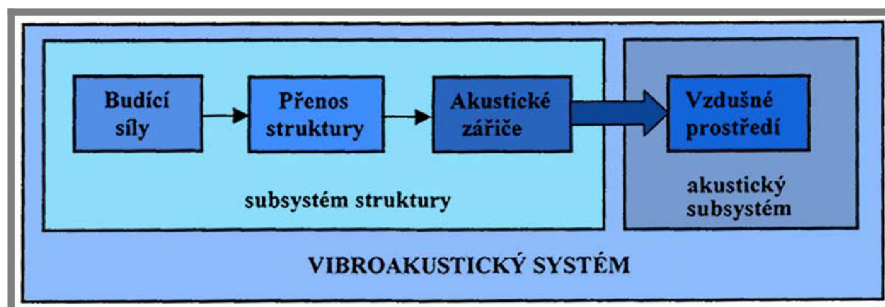 Budící
síly
Přenos
struktury
Akustické
zářiče
Vzdušné
prostředí
subsystém struktury
akustický
subsystém
VIBROAKUSTICKÝ SYSTÉM